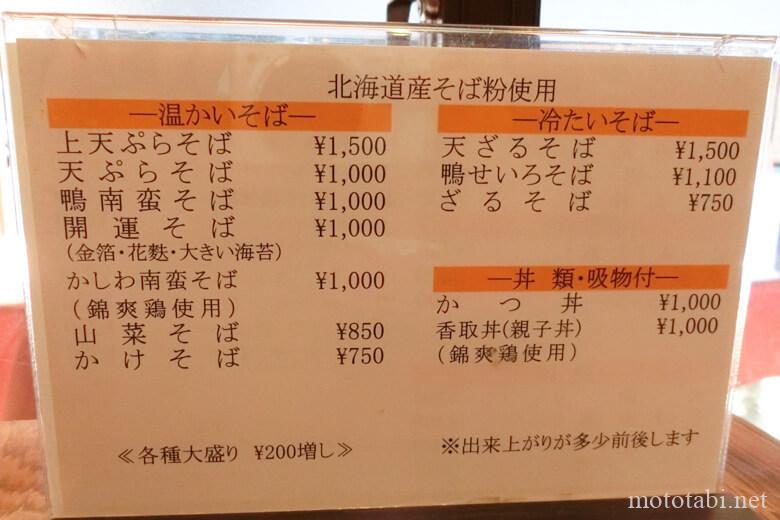 北海道産そば粉使用
―温かいそば―
上天ぷらそば ¥1,500
天ぷらそば ¥1,000
鴨南蛮そば ¥1,000
開運そば ¥1,000
(金箔・花麩・大きい海苔)
かしわ南蛮そば ¥1,000
(錦爽鶏使用)
山菜そば ¥850
かけそば ¥750
≪各種大盛り ¥200増し≫
―冷たいそば―
天ざるそば ¥1,500
鴨せいろそば ¥1,100
ざるそば ¥750
―丼 類・吸物付―
かつ丼 ¥1,000
香取丼(親子丼) ¥1,000
(錦爽鶏使用)
※出来上がりが多少前後します
mototabi.net